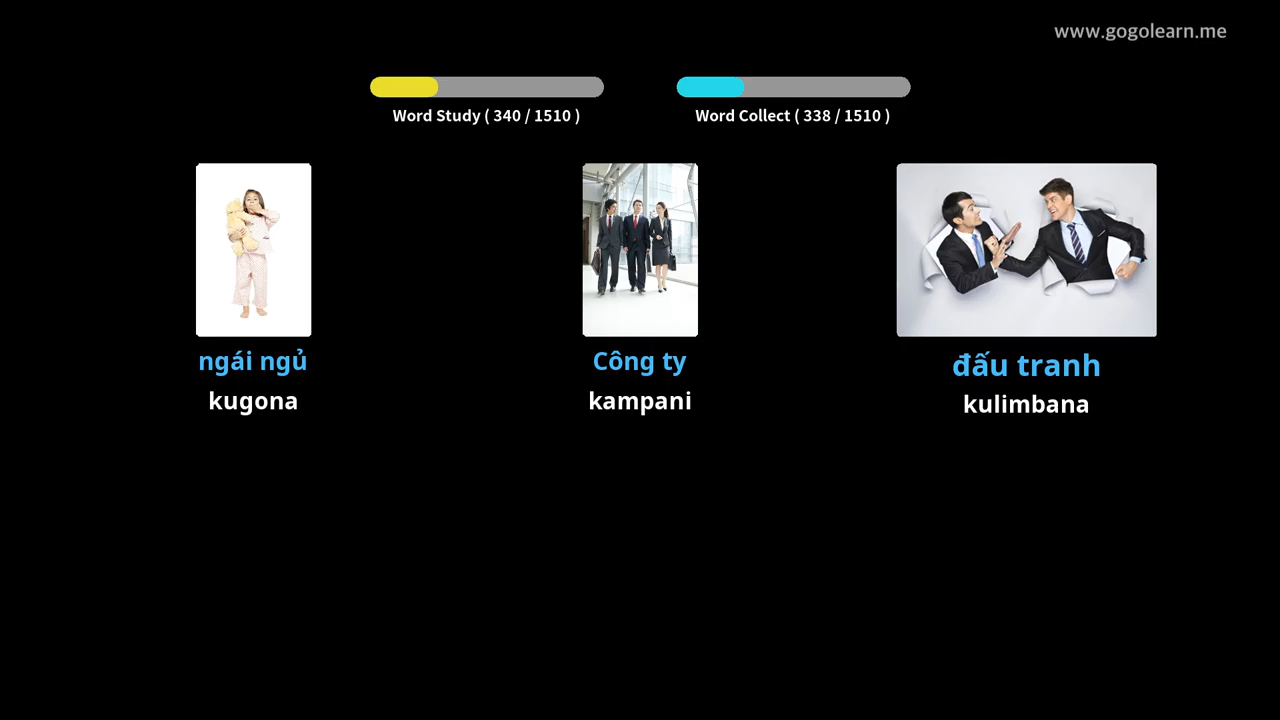 www.gogolearn.me
Word Study ( 340 / 1510 )
Word Collect ( 338 / 1510 )
ngái ngủ
kugona
Công ty
kampani
đấu tranh
kulimbana